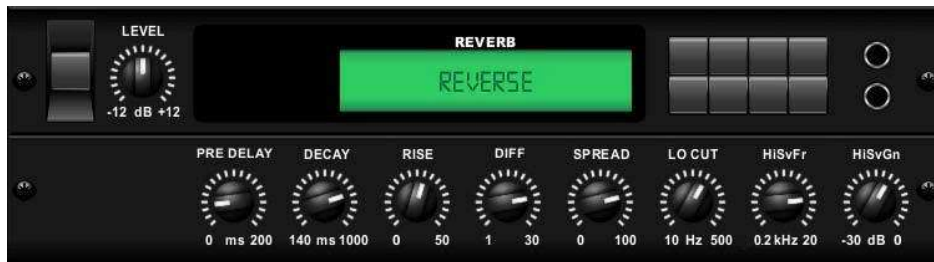 LEVEL
-12 dB +12
REVERB
REVERSE
PRE DELAY
0 ms 200
DECAY
140 ms 1000
RISE
0 50
DIFF
1 30
SPREAD
0 100
LO CUT
10 Hz 500
HiSvFr
0.2 kHz 20
HiSvGn
-30 dB 0